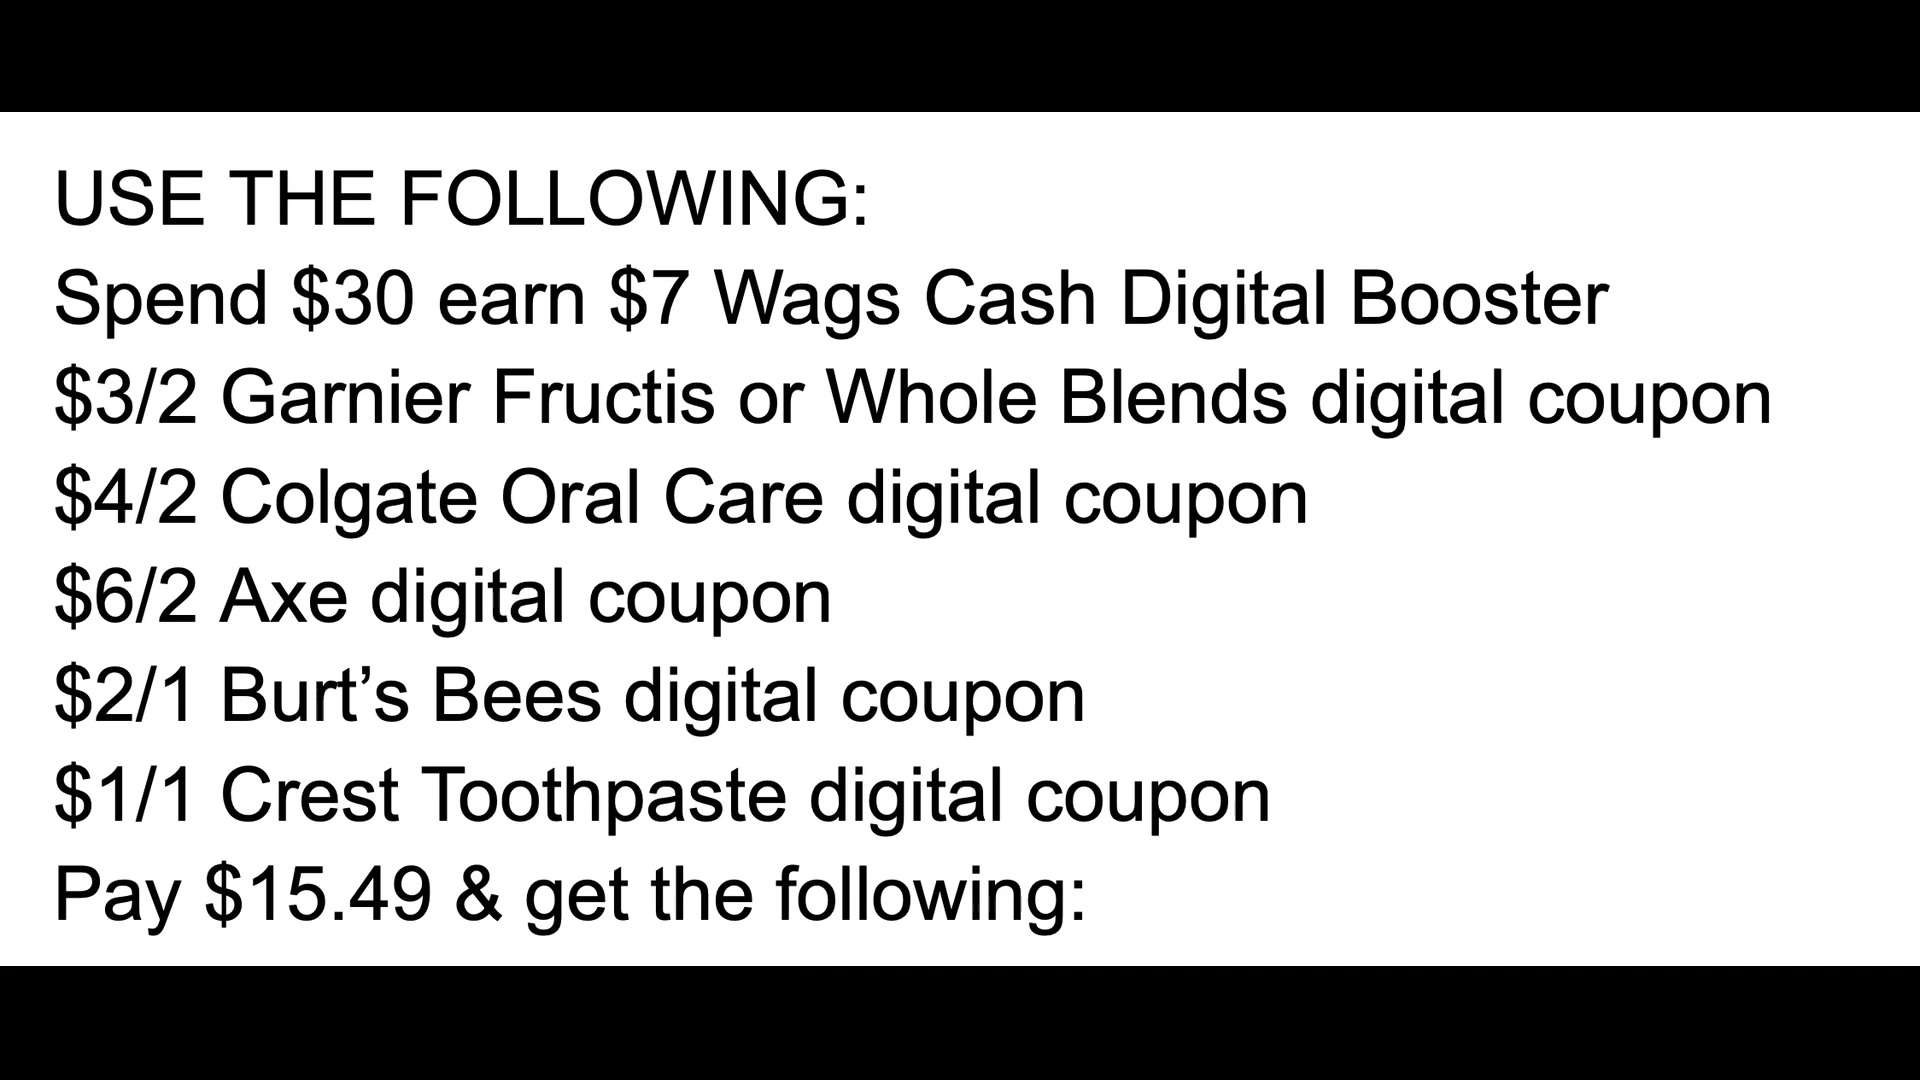 USE THE FOLLOWING:
Spend $30 earn $7 Wags Cash Digital Booster
$3/2 Garnier Fructis or Whole Blends digital coupon
$4/2 Colgate Oral Care digital coupon
$6/2 Axe digital coupon
$2/1 Burt’s Bees digital coupon
$1/1 Crest Toothpaste digital coupon
Pay $15.49 & get the following: